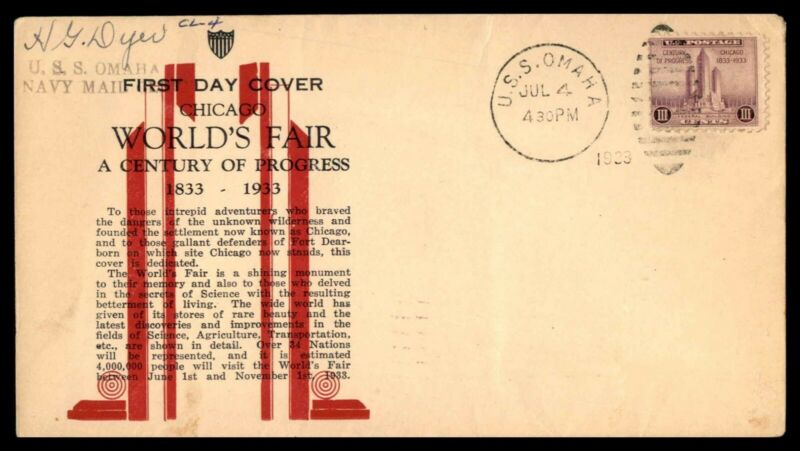 H G. Dyer CL-4
U. S. S. OMAHA
NAVY MAIL
FIRST DAY COVER
CHICAGO
WORLD'S FAIR
A CENTURY OF PROGRESS
1833 - 1933
To those intrepid adventurers who braved
the dangers of the unknown wilderness and
founded the settlement now known as Chicago,
and to those gallant defenders of Fort Dear-
born on which site Chicago now stands, this
cover is dedicated.
The World's Fair is a shining monument
to their memory and also to those who delved
in the secrets of Science with the resulting
betterment of living. The wide world has
given of its stores of rare beauty and the
latest discoveries and improvements in the
fields of Science, Agriculture, Transportation,
etc., are shown in detail. Over 34 Nations
will be represented, and it is estimated
4,000,000 people will visit the World's Fair
between June 1st and November 1st, 1933.
U.S.S. OMAHA
JUL 4
430PM
1933
U.S. POSTAGE
CENTURY OF PROGRESS
CHICAGO 1833-1933
III CENTS III